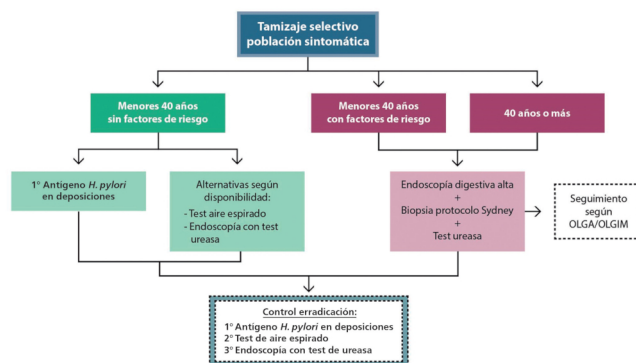 Tamizaje selectivo
población sintomática
Menores 40 años
sin factores de riesgo
Menores 40 años
con factores de riesgo
40 años o más
1° Antigeno H. pylori
en deposiciones
Alternativas según
disponibilidad:
- Test aire espirado
- Endoscopía con test
ureasa
Endoscopía digestiva alta
+
Biopsia protocolo Sydney
+
Test ureasa
Seguimiento
según
OLGA/OLGIM
Control erradicación:
1° Antigeno H. pylori en deposiciones
2° Test de aire espirado
3° Endoscopía con test de ureasa